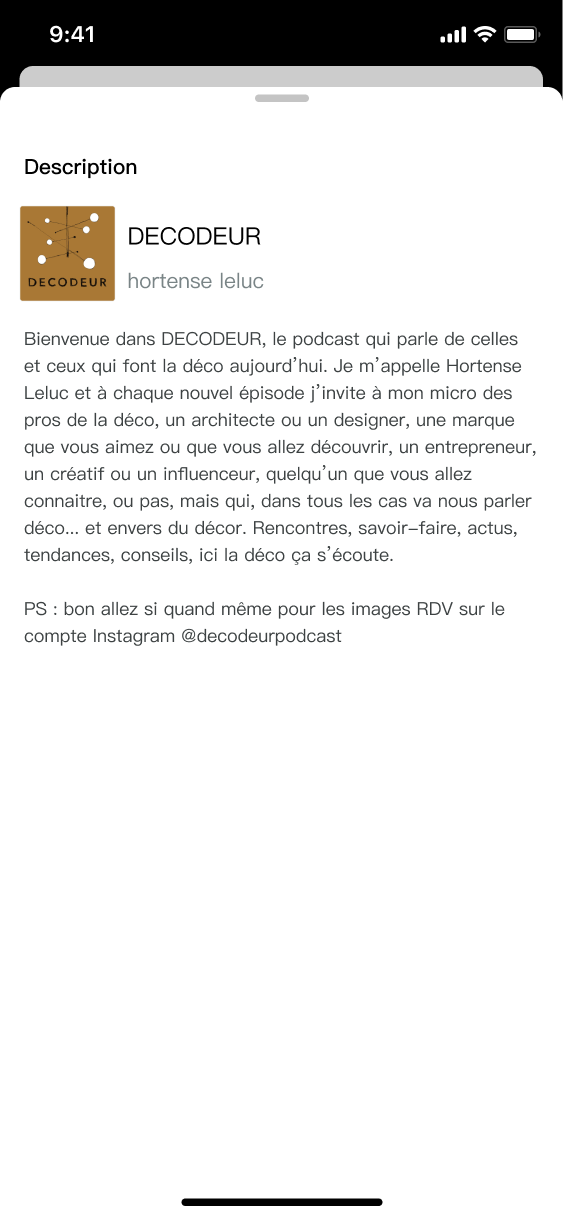 9:41
Description
DECODEUR
DECODEUR
hortense leluc
Bienvenue dans DECODEUR, le podcast qui parle de celles
et ceux qui font la déco aujourd’hui. Je m’appelle Hortense
Leluc et à chaque nouvel épisode j’invite à mon micro des
pros de la déco, un architecte ou un designer, une marque
que vous aimez ou que vous allez découvrir, un entrepreneur,
un créatif ou un influenceur, quelqu’un que vous allez
connaitre, ou pas, mais qui, dans tous les cas va nous parler
déco... et envers du décor. Rencontres, savoir-faire, actus,
tendances, conseils, ici la déco ça s’écoute.
PS : bon allez si quand même pour les images RDV sur le
compte Instagram @decodeurpodcast